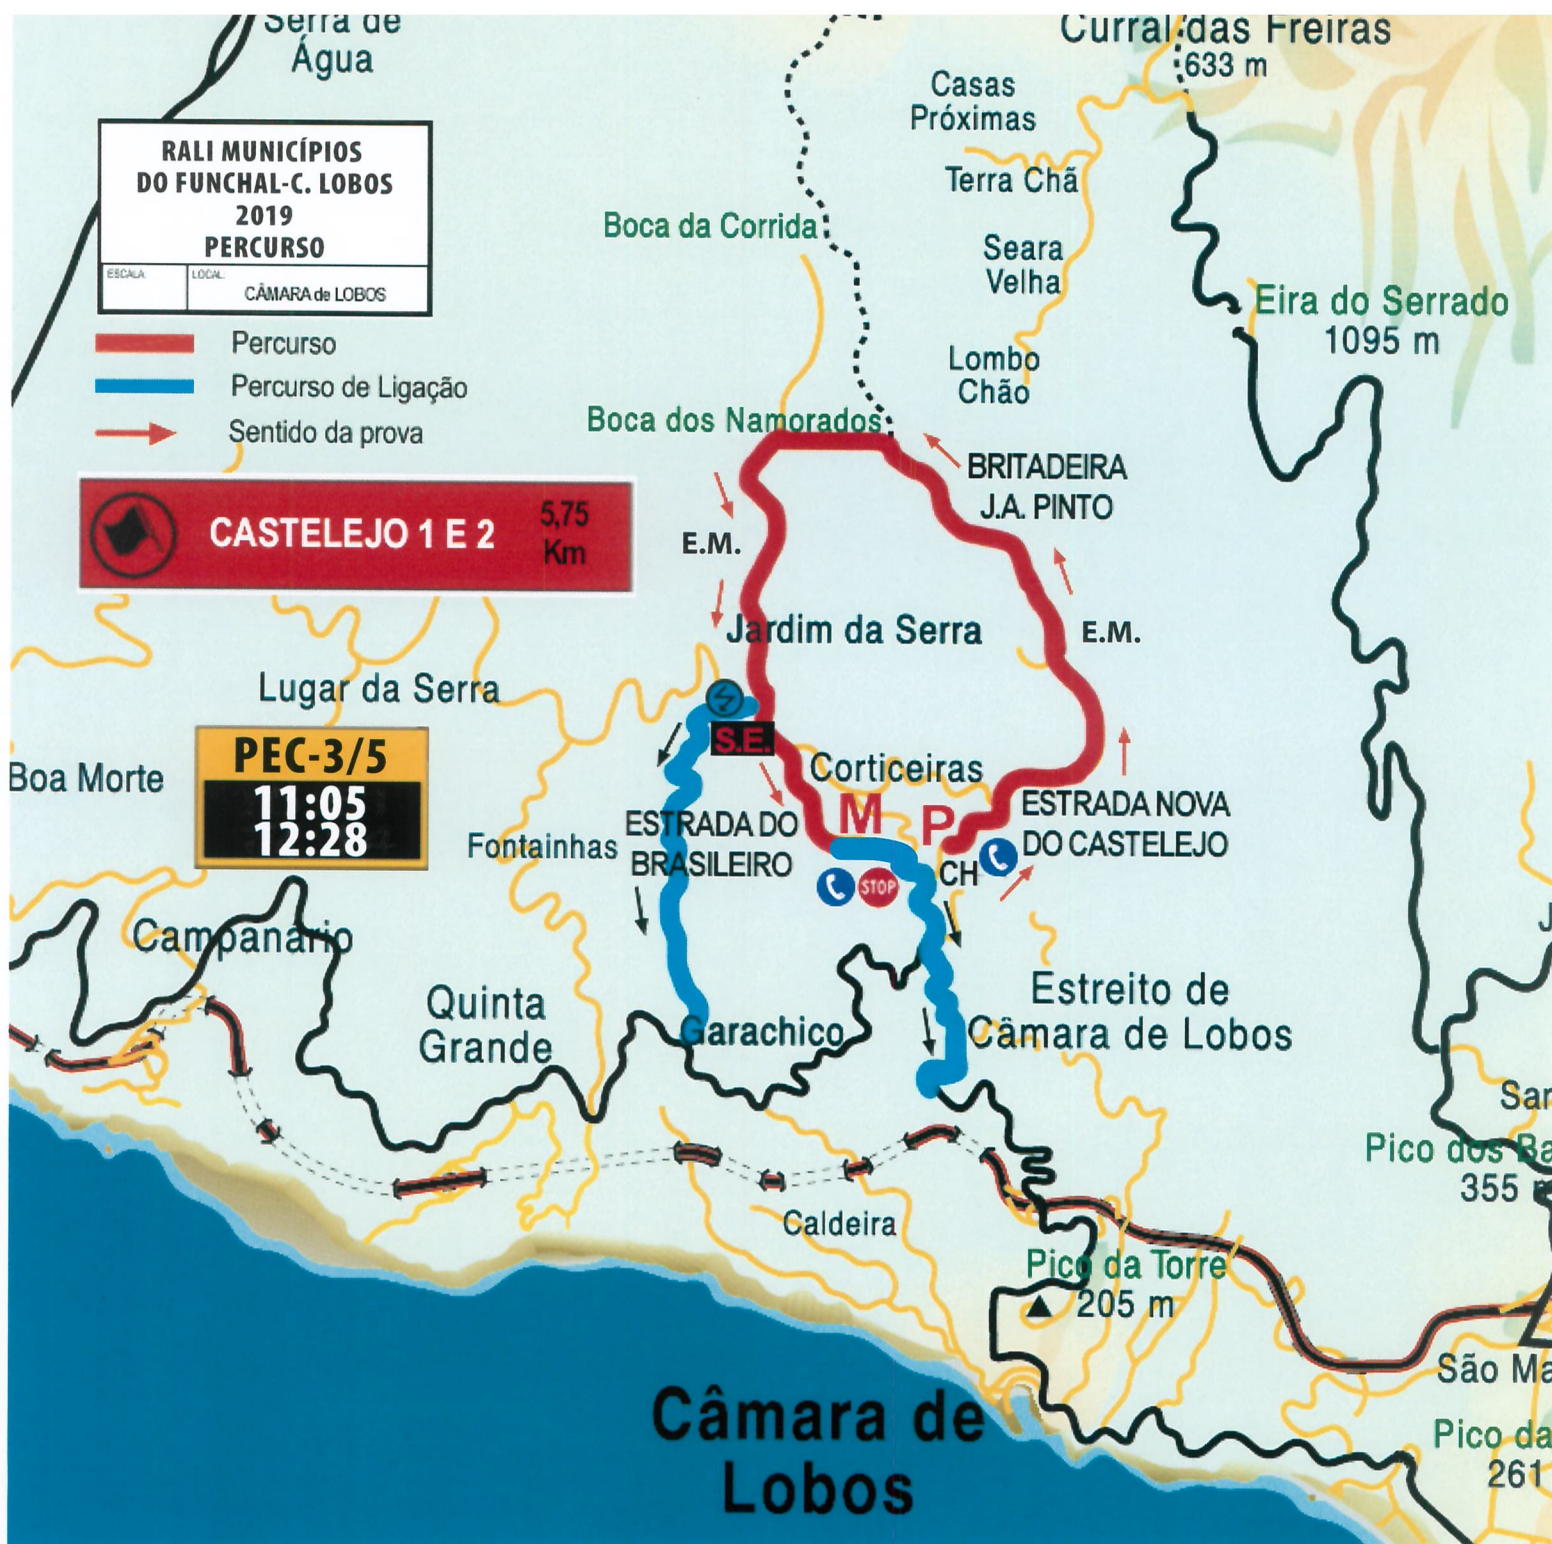 Serra de
Água
Curral das Freiras
633 m
Casas
Próximas
Terra Chã
Seara
Velha
Lombo
Chão
RALI MUNICÍPIOS
DO FUNCHAL-C. LOBOS
2019
PERCURSO
ESCALA:
LOCAL:
CÂMARA de LOBOS
Percurso
Percurso de Ligação
Sentido da prova
Boca da Corrida
Eira do Serrado
1095 m
Boca dos Namorados
BRITADEIRA
J.A. PINTO
CASTELEJO 1 E 2
5,75
Km
E.M.
Jardim da Serra
E.M.
Lugar da Serra
S.E.
PEC-3/5
11:05
12:28
Boa Morte
Corticeiras
M
P
ESTRADA NOVA
DO CASTELEJO
Fontainhas
ESTRADA DO
BRASILEIRO
CH
STOP
Campanário
Quinta
Grande
Garachico
Estreito de
Câmara de Lobos
J
Sar
Pico dos Ba
355 m
Caldeira
Pico da Torre
205 m
São Ma
Pico da
261
Câmara de
Lobos